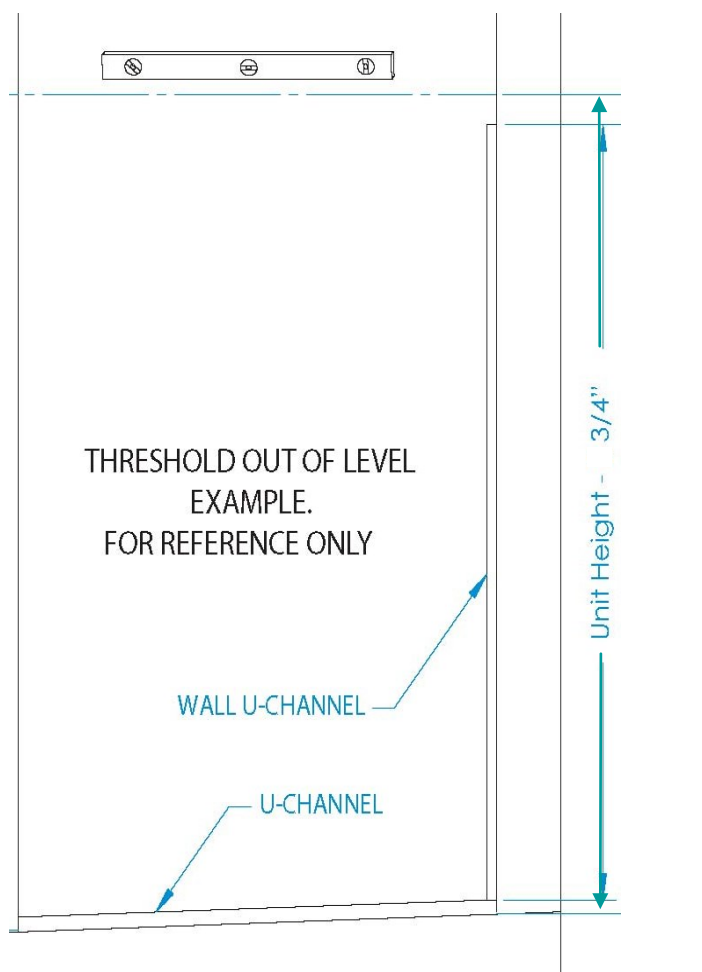 THRESHOLD OUT OF LEVEL
EXAMPLE.
FOR REFERENCE ONLY
Unit Height - 3/4"
WALL U-CHANNEL
U-CHANNEL